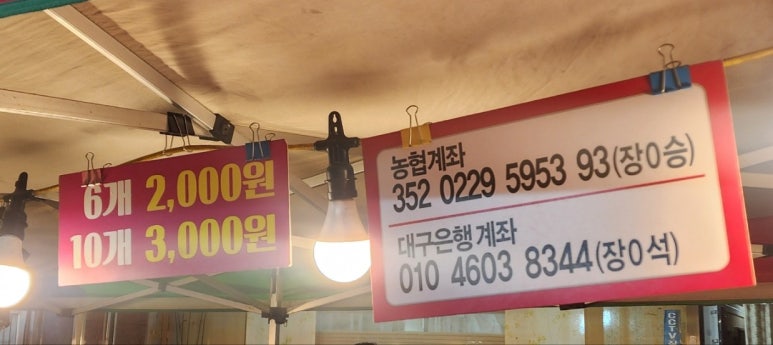 6개 2,000원
10개 3,000원
농협계좌
352 0229 5953 93(장0승)
대구은행 계좌
010 4603 8344(장0석)
CCTV